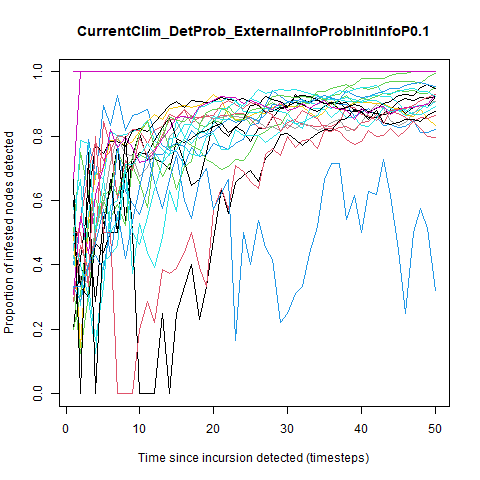 CurrentClim_DetProb_ExternalInfoProbInitInfoP0.1
Proportion of infested nodes detected
1.0
0.8
0.6
0.4
0.2
0.0
0 10 20 30 40 50
Time since incursion detected (timesteps)